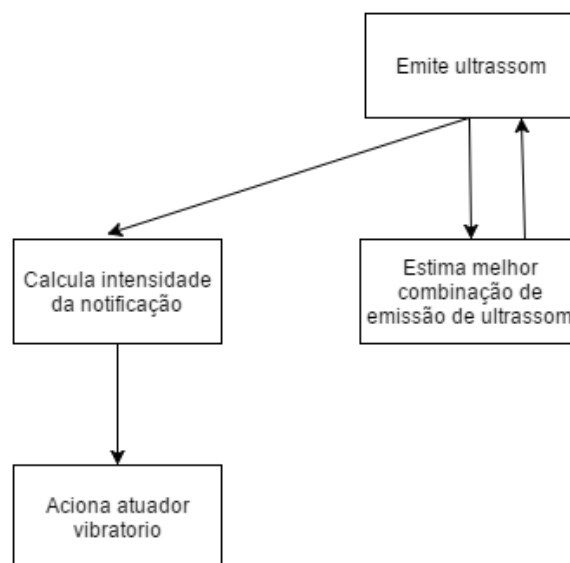 Emite ultrassom
Calcula intensidade
da notificação
Estima melhor
combinação de
emissão de ultrassom
Aciona atuador
vibratorio